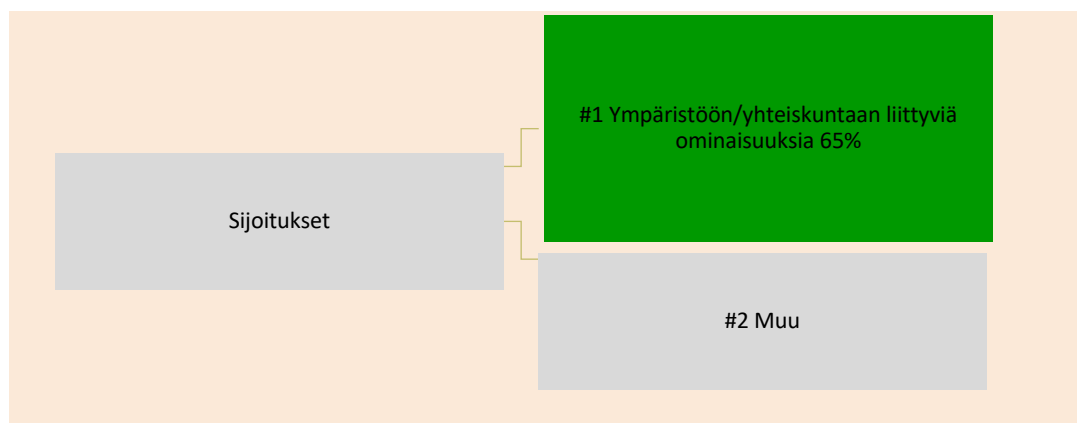 #1 Ympäristöön/yhteiskuntaan liittyviä
ominaisuuksia 65%
Sijoitukset
#2 Muu